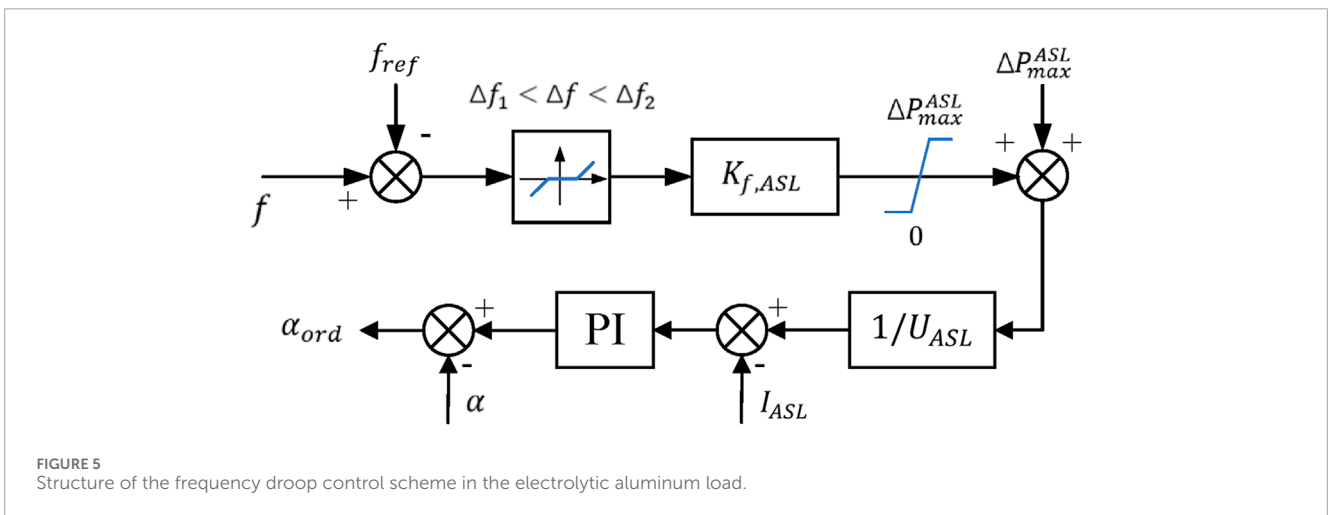 f_ref
ΔP_max^ASL
Δf_1 < Δf < Δf_2
ΔP_max^ASL
-
+ +
K_f,ASL
f
+
0
+
+
α_ord
PI
1/U_ASL
-
-
α
I_ASL
FIGURE 5
Structure of the frequency droop control scheme in the electrolytic aluminum load.